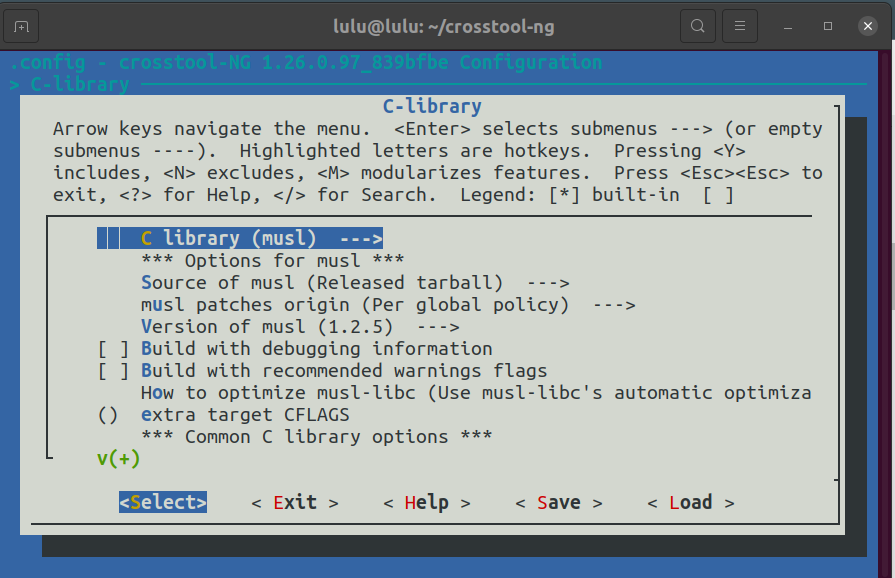 lulu@lulu: ~/crosstool-ng
.config - crosstool-NG 1.26.0.97_839bfbe Configuration
> C-library
C-library
Arrow keys navigate the menu.  <Enter> selects submenus ---> (or empty
submenus ----).  Highlighted letters are hotkeys.  Pressing <Y>
includes, <N> excludes, <M> modularizes features.  Press <Esc><Esc> to
exit, <?> for Help, </> for Search.  Legend: [*] built-in  [ ]
C library (musl)  --->
*** Options for musl ***
Source of musl (Released tarball)  --->
musl patches origin (Per global policy)  --->
Version of musl (1.2.5)  --->
[ ] Build with debugging information
[ ] Build with recommended warnings flags
How to optimize musl-libc (Use musl-libc's automatic optimiza
()  extra target CFLAGS
*** Common C library options ***
v(+)
<Select>    < Exit >    < Help >    < Save >    < Load >